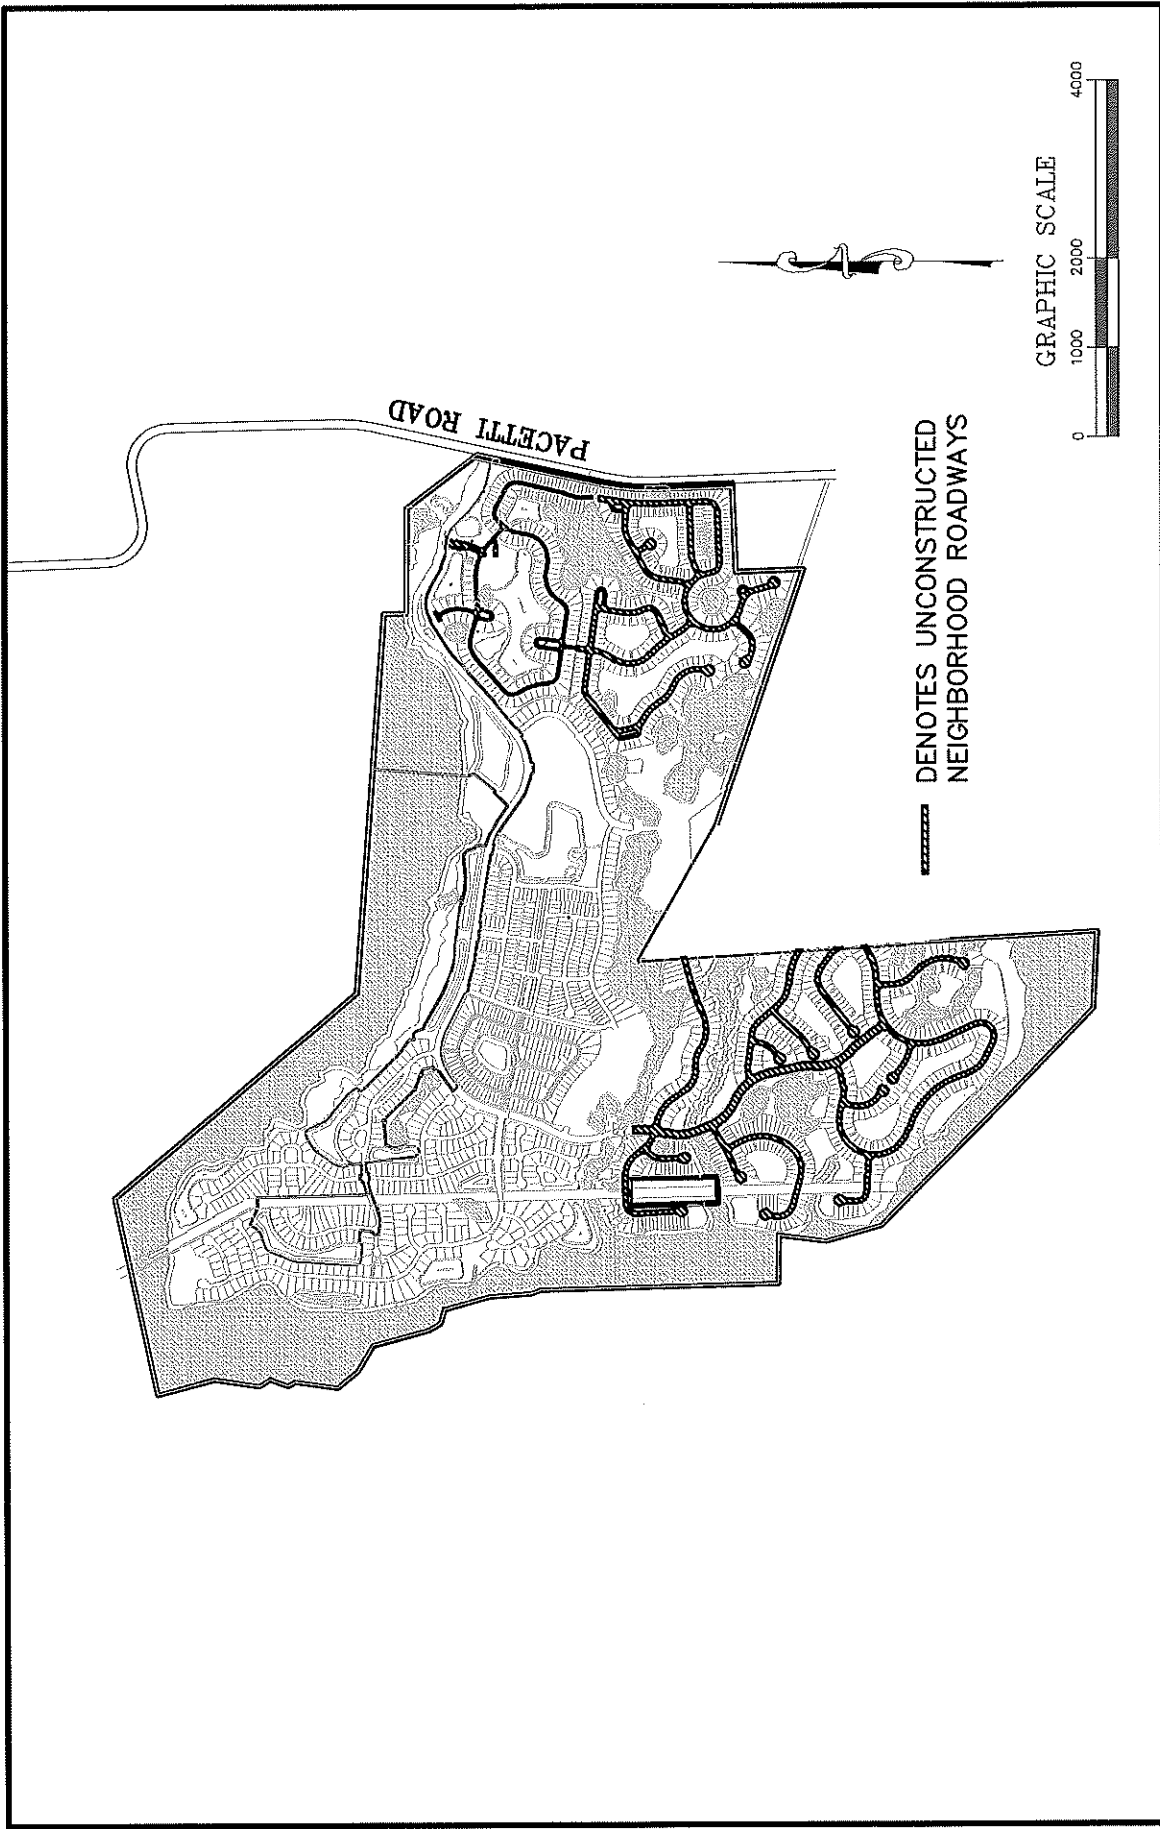 PACETTI ROAD
N
GRAPHIC SCALE
0 1000 2000 4000
DENOTES UNCONSTRUCTED
NEIGHBORHOOD ROADWAYS